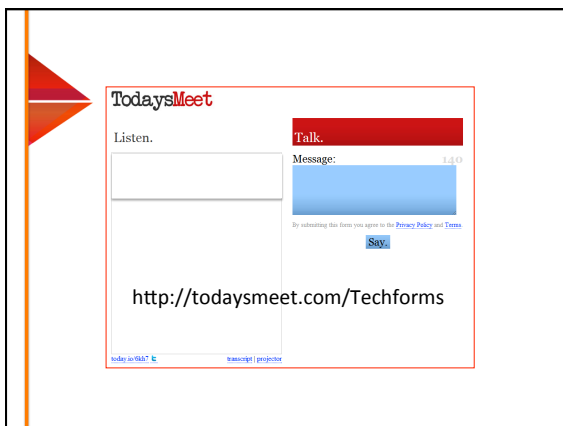 TodaysMeet
Listen.
Talk.
Message:
140
By submitting this form you agree to the Privacy Policy and Terms.
Say.
http://todaysmeet.com/Techforms
today.io/6kh7
transcript | projector